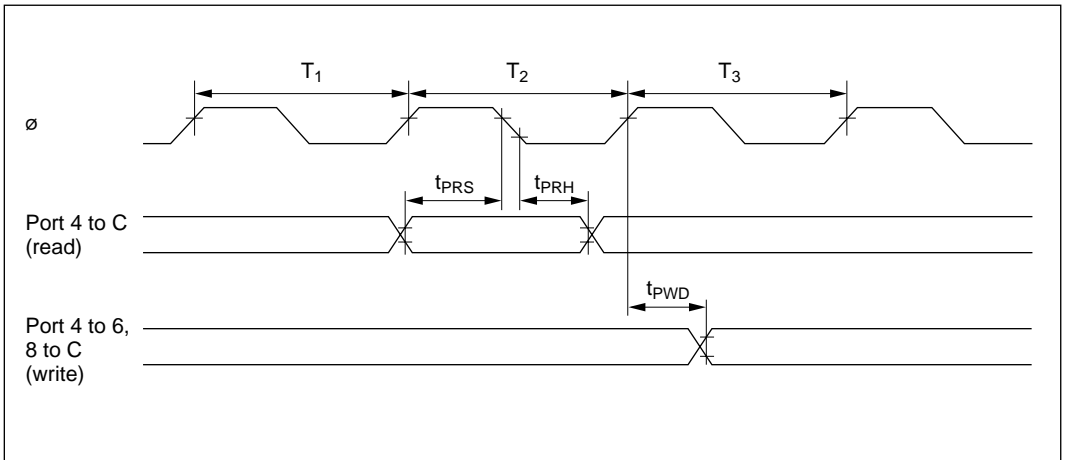 T1 T2 T3
ø
tPRS tPRH
Port 4 to C
(read)
tPWD
Port 4 to 6,
8 to C
(write)